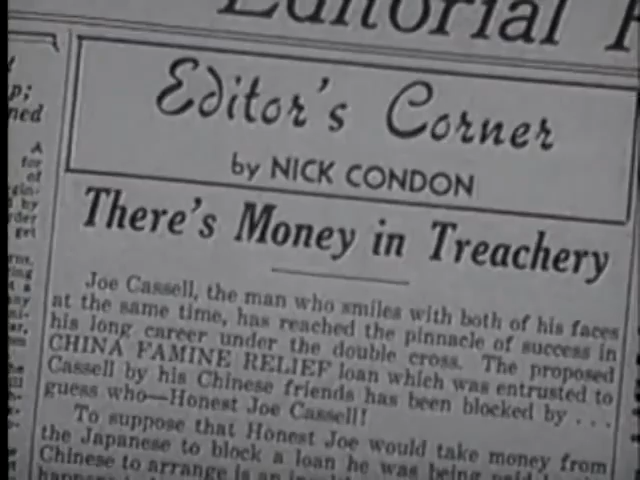 Editorial
Editor's Corner
by NICK CONDON
There's Money in Treachery
Joe Cassell, the man who smiles with both of his faces
at the same time, has reached the pinnacle of success in
his long career under the double cross. The proposed
CHINA FAMINE RELIEF loan which was entrusted to
Cassell by his Chinese friends has been blocked by . . .
guess who—Honest Joe Cassell!
To suppose that Honest Joe would take money from
the Japanese to block a loan he was being paid
Chinese to arrange is an